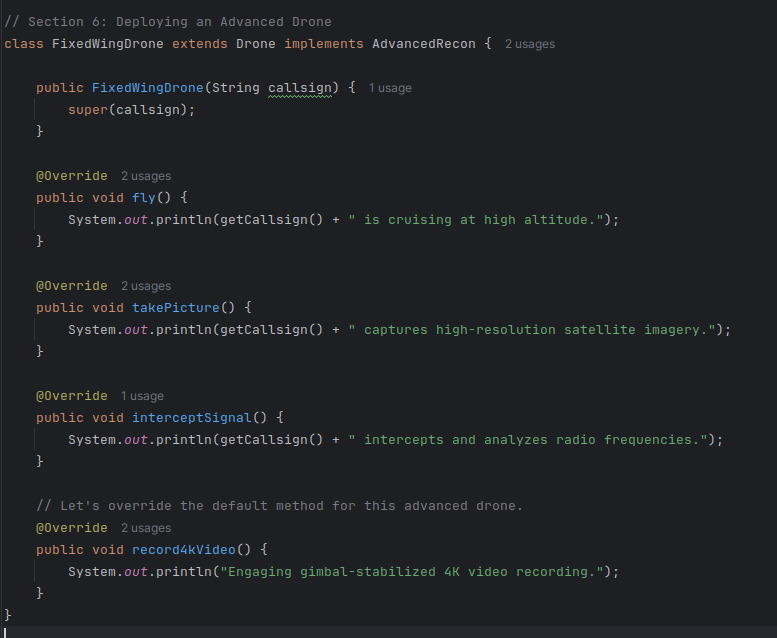 // Section 6: Deploying an Advanced Drone
class FixedWingDrone extends Drone implements AdvancedRecon { 2 usages
public FixedWingDrone(String callsign) { 1 usage
super(callsign);
}
@Override 2 usages
public void fly() {
System.out.println(getCallsign() + " is cruising at high altitude.");
}
@Override 2 usages
public void takePicture() {
System.out.println(getCallsign() + " captures high-resolution satellite imagery.");
}
@Override 1 usage
public void interceptSignal() {
System.out.println(getCallsign() + " intercepts and analyzes radio frequencies.");
}
// Let's override the default method for this advanced drone.
@Override 2 usages
public void record4kVideo() {
System.out.println("Engaging gimbal-stabilized 4K video recording.");
}
}